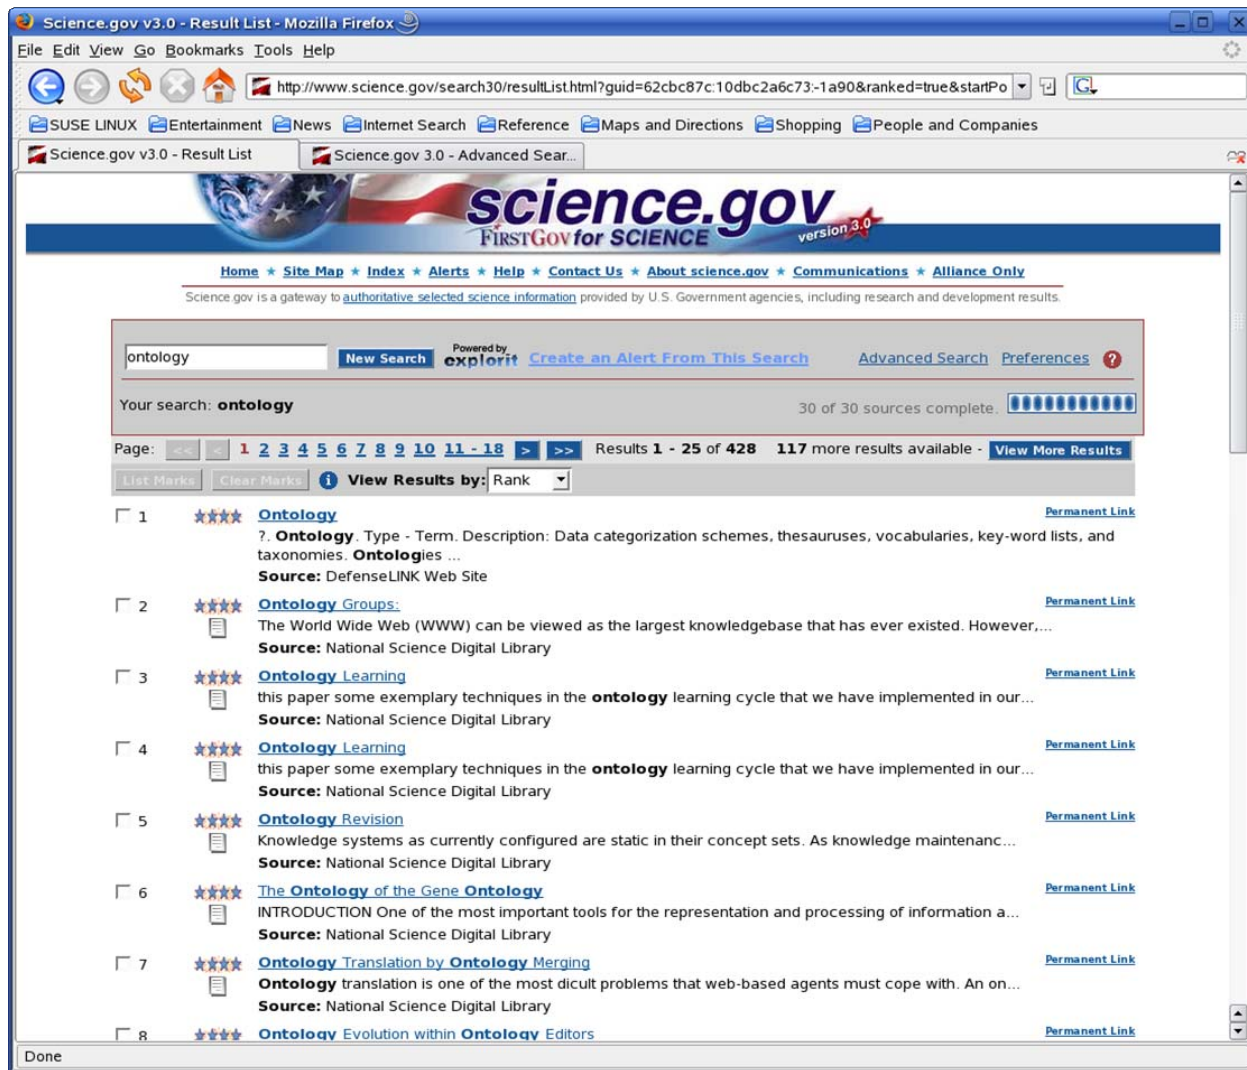 Science.gov v3.0 - Result List - Mozilla Firefox
File Edit View Go Bookmarks Tools Help
http://www.science.gov/search30/resultList.html?guid=62cbc87c:10dbc2a6c73:-1a90&ranked=true&startPo
SUSE LINUX Entertainment News Internet Search Reference Maps and Directions Shopping People and Companies
Science.gov v3.0 - Result List Science.gov 3.0 - Advanced Sear...
science.gov
FIRSTGOV for SCIENCE version 3.0
Home ★ Site Map ★ Index ★ Alerts ★ Help ★ Contact Us ★ About science.gov ★ Communications ★ Alliance Only
Science.gov is a gateway to authoritative selected science information provided by U.S. Government agencies, including research and development results.
ontology New Search Powered by explorit Create an Alert From This Search Advanced Search Preferences ?
Your search: ontology 30 of 30 sources complete.
Page: << < 1 2 3 4 5 6 7 8 9 10 11 - 18 > >> Results 1 - 25 of 428 117 more results available - View More Results
List Marks Clear Marks i View Results by: Rank
1 Ontology Permanent Link
?. Ontology. Type - Term. Description: Data categorization schemes, thesauruses, vocabularies, key-word lists, and
taxonomies. Ontologies ...
Source: DefenseLINK Web Site
2 Ontology Groups: Permanent Link
The World Wide Web (WWW) can be viewed as the largest knowledgebase that has ever existed. However,...
Source: National Science Digital Library
3 Ontology Learning Permanent Link
this paper some exemplary techniques in the ontology learning cycle that we have implemented in our...
Source: National Science Digital Library
4 Ontology Learning Permanent Link
this paper some exemplary techniques in the ontology learning cycle that we have implemented in our...
Source: National Science Digital Library
5 Ontology Revision Permanent Link
Knowledge systems as currently configured are static in their concept sets. As knowledge maintenanc...
Source: National Science Digital Library
6 The Ontology of the Gene Ontology Permanent Link
INTRODUCTION One of the most important tools for the representation and processing of information a...
Source: National Science Digital Library
7 Ontology Translation by Ontology Merging Permanent Link
Ontology translation is one of the most dicult problems that web-based agents must cope with. An on...
Source: National Science Digital Library
8 Ontology Evolution within Ontology Editors Permanent Link
Done